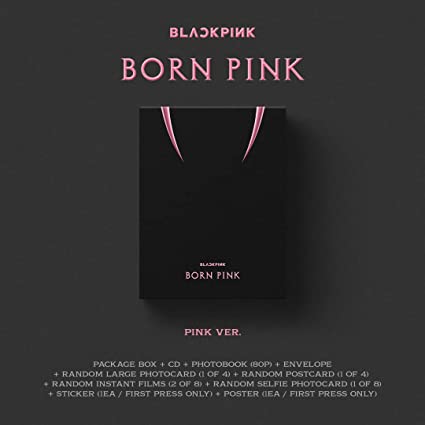 BLACKPINK
BORN PINK
BLACKPINK
BORN PINK
PINK VER.
PACKAGE BOX + CD + PHOTOBOOK (80P) + ENVELOPE
+ RANDOM LARGE PHOTOCARD (1 OF 4) + RANDOM POSTCARD (1 OF 4)
+ RANDOM INSTANT FILMS (2 OF 8) + RANDOM SELFIE PHOTOCARD (1 OF 8)
+ STICKER (1EA / FIRST PRESS ONLY) + POSTER (1EA / FIRST PRESS ONLY)